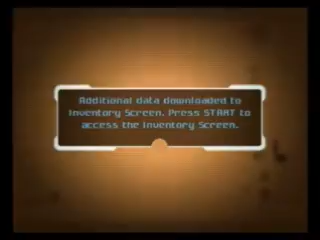 Additional data downloaded to
Inventory Screen. Press START to
access the Inventory Screen.